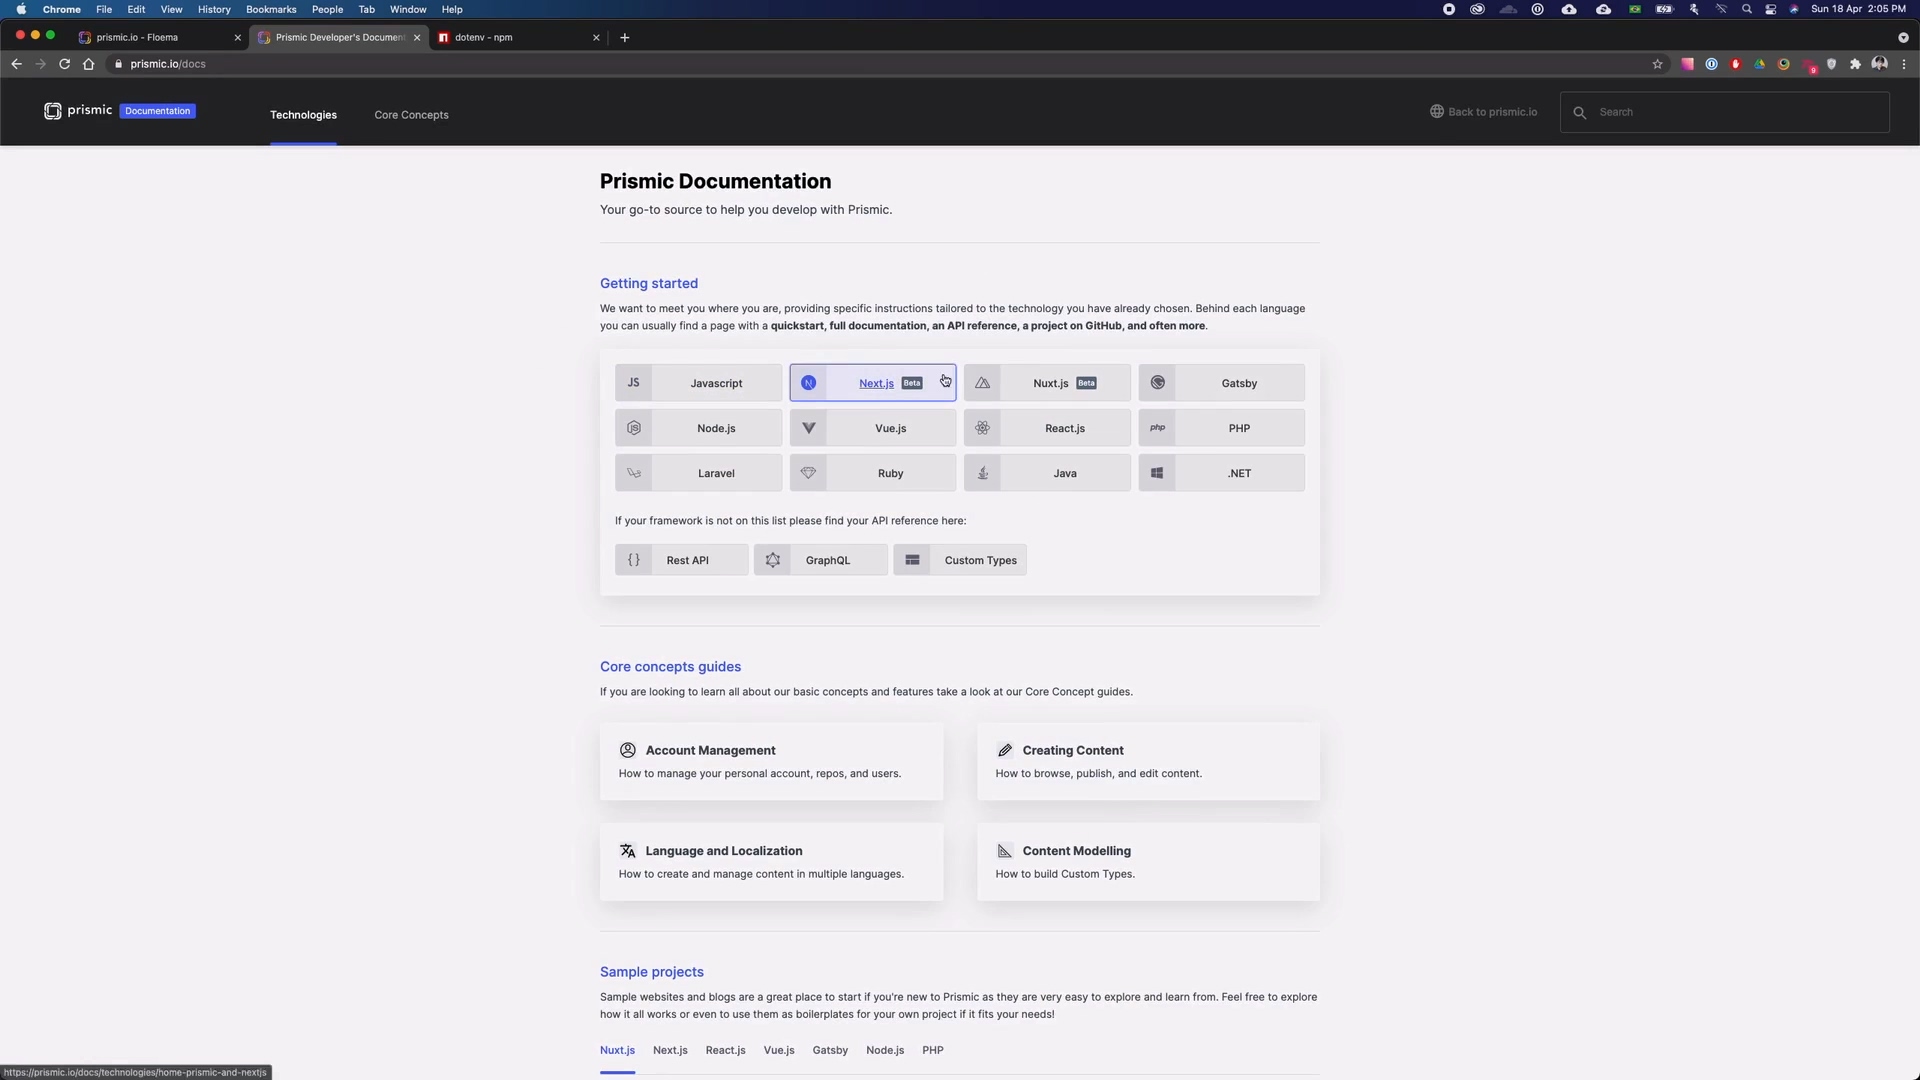 Chrome File Edit View History Bookmarks People Tab Window Help
Sun 18 Apr 2:05 PM
prismic.io - Floema
Prismic Developer's Document
dotenv - npm
prismic.io/docs
9
prismic Documentation
Technologies
Core Concepts
Back to prismic.io
Search
Prismic Documentation
Your go-to source to help you develop with Prismic.
Getting started
We want to meet you where you are, providing specific instructions tailored to the technology you have already chosen. Behind each language
you can usually find a page with a quickstart, full documentation, an API reference, a project on GitHub, and often more.
JS Javascript
N Next.js Beta
Nuxt.js Beta
Gatsby
JS Node.js
Vue.js
React.js
php PHP
Laravel
Ruby
Java
.NET
If your framework is not on this list please find your API reference here:
{ } Rest API
GraphQL
Custom Types
Core concepts guides
If you are looking to learn all about our basic concepts and features take a look at our Core Concept guides.
Account Management
How to manage your personal account, repos, and users.
Creating Content
How to browse, publish, and edit content.
Language and Localization
How to create and manage content in multiple languages.
Content Modelling
How to build Custom Types.
Sample projects
Sample websites and blogs are a great place to start if you're new to Prismic as they are very easy to explore and learn from. Feel free to explore
how it all works or even to use them as boilerplates for your own project if it fits your needs!
Nuxt.js Next.js React.js Vue.js Gatsby Node.js PHP
https://prismic.io/docs/technologies/home-prismic-and-nextjs